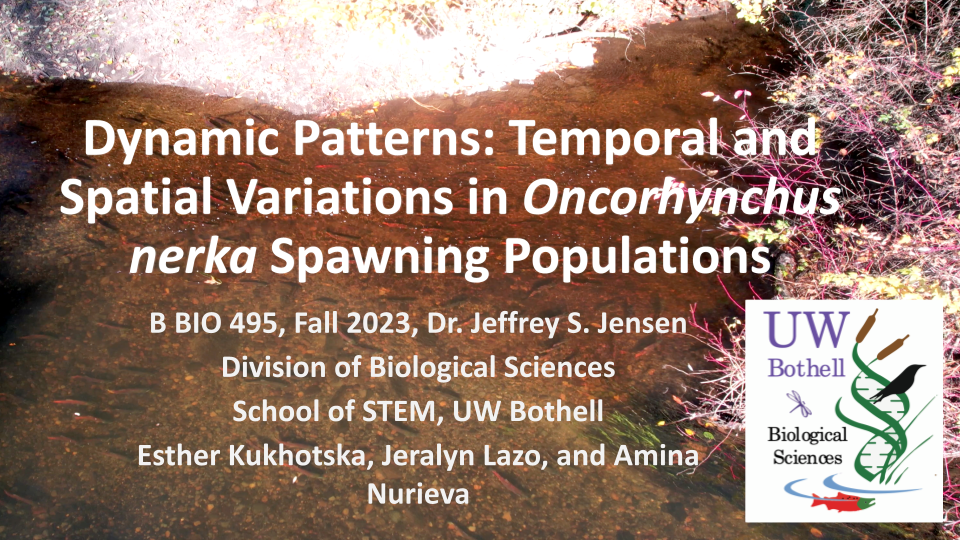 Dynamic Patterns: Temporal and
Spatial Variations in Oncorhynchus
nerka Spawning Populations
B BIO 495, Fall 2023, Dr. Jeffrey S. Jensen
Division of Biological Sciences
School of STEM, UW Bothell
Esther Kukhotska, Jeralyn Lazo, and Amina
Nurieva
UW
Bothell
Biological
Sciences